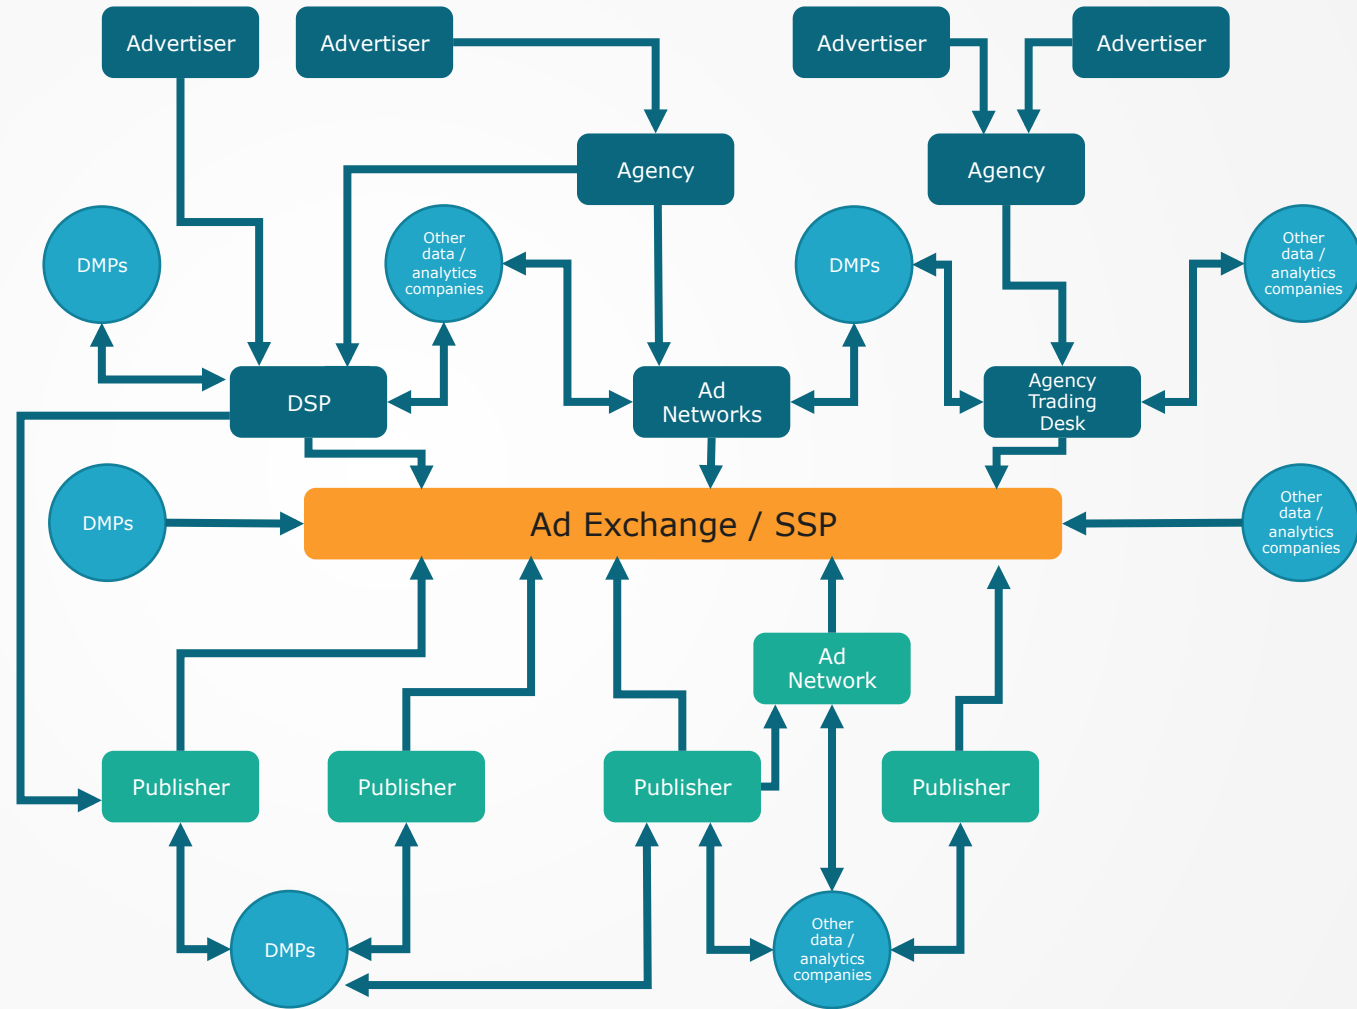 Advertiser
Advertiser
Advertiser
Advertiser
Agency
Agency
DMPs
Other
data /
analytics
companies
DMPs
Other
data /
analytics
companies
DSP
Ad
Networks
Agency
Trading
Desk
DMPs
Ad Exchange / SSP
Other
data /
analytics
companies
Ad
Network
Publisher
Publisher
Publisher
Publisher
DMPs
Other
data /
analytics
companies